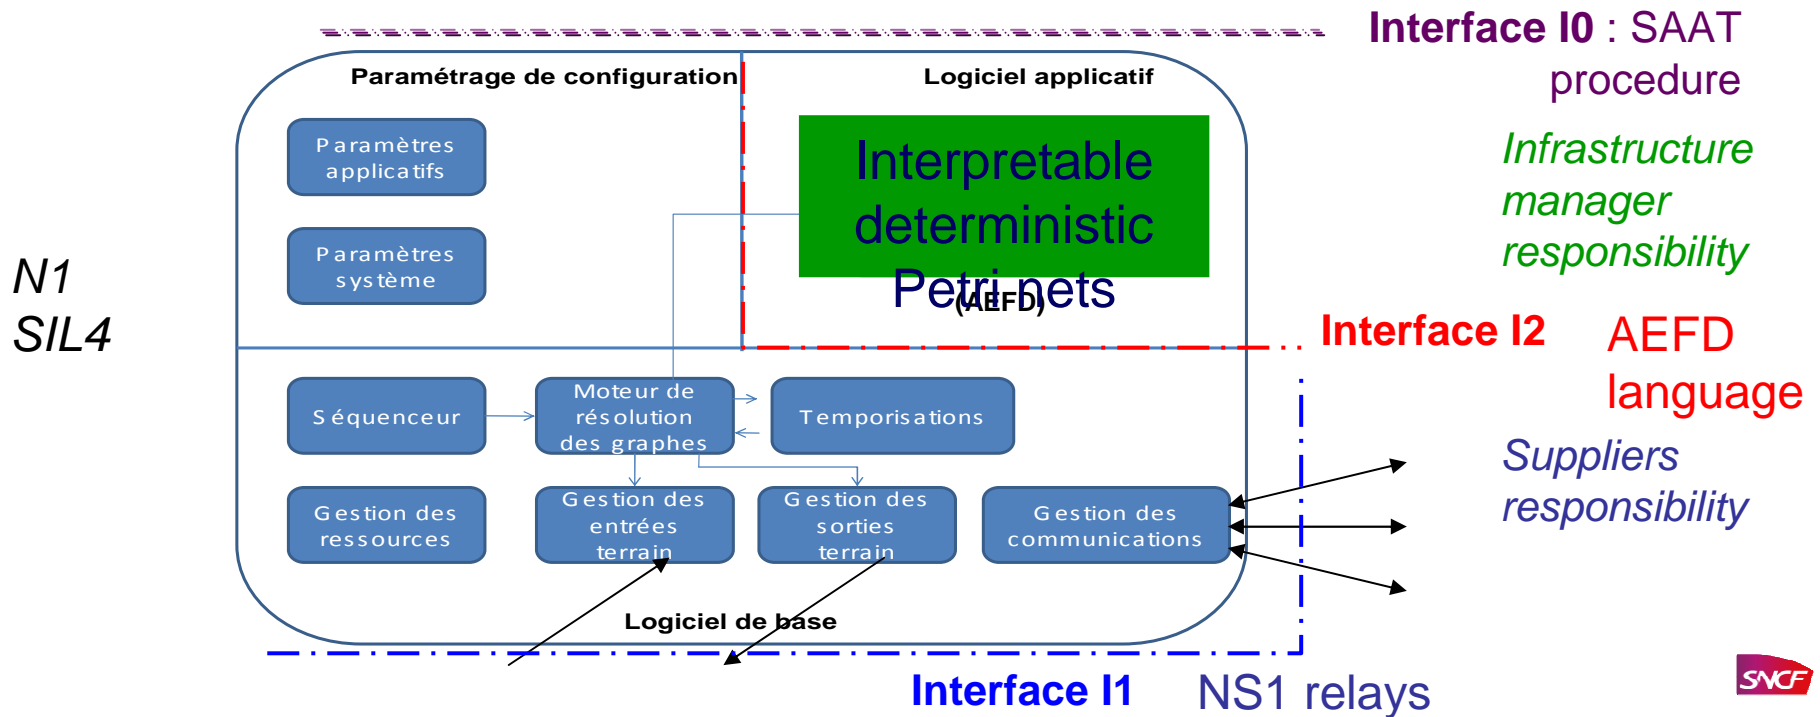 Interface I0 : SAAT
procedure
Paramétrage de configuration
Logiciel applicatif
Paramètres
applicatifs
Interpretable
deterministic
Petri nets
(AEFD)
Infrastructure
manager
responsibility
Paramètres
système
N1
SIL4
Interface I2
AEFD
language
Séquenceur
Moteur de
résolution
des graphes
Temporisations
Suppliers
responsibility
Gestion des
ressources
Gestion des
entrées
terrain
Gestion des
sorties
terrain
Gestion des
communications
Logiciel de base
Interface I1
NS1 relays
SNCF